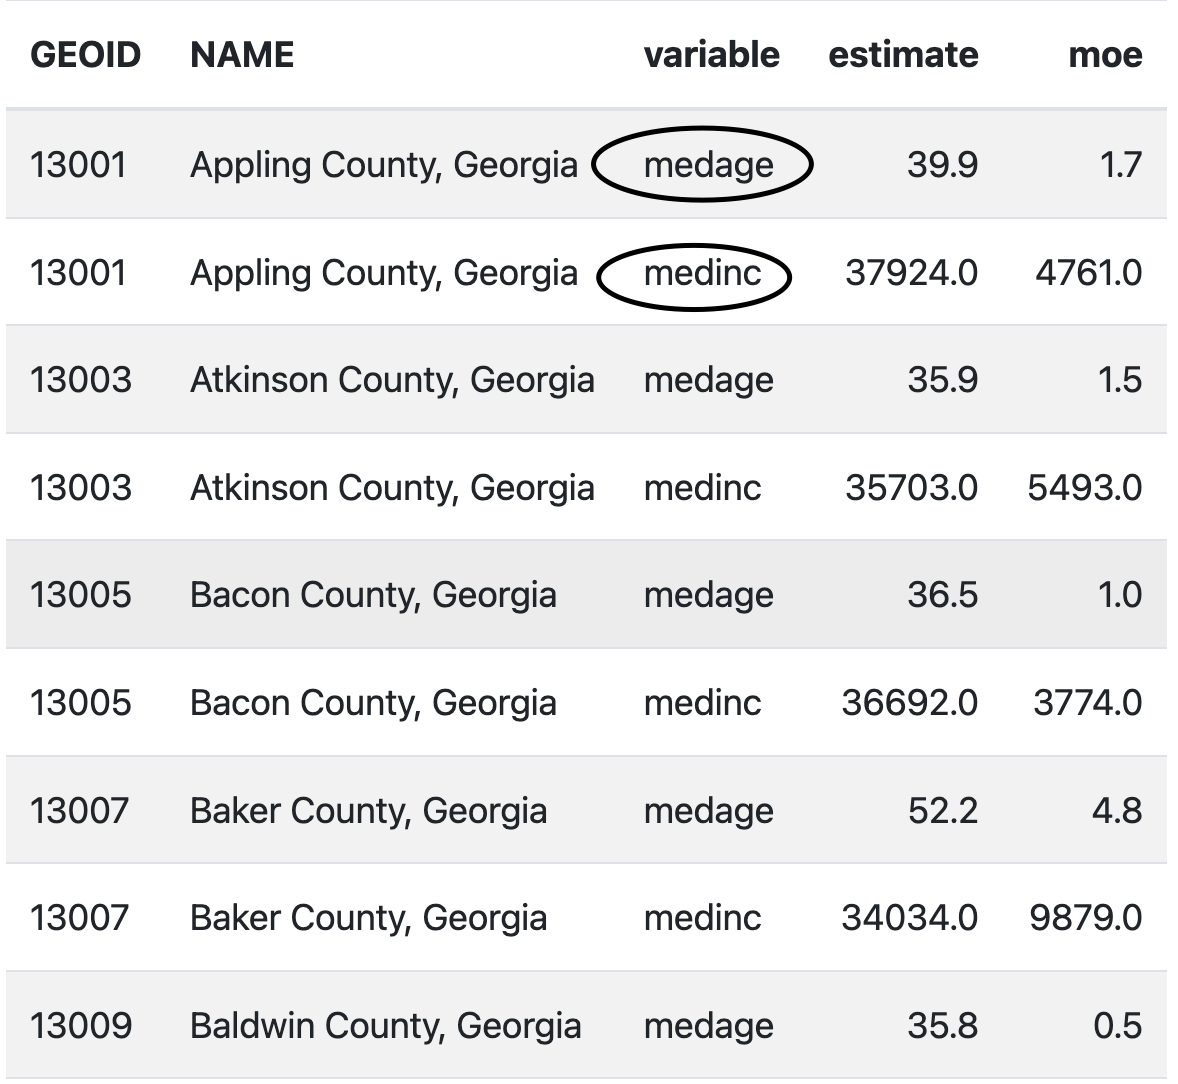 GEOID NAME variable estimate moe
13001 Appling County, Georgia medage 39.9 1.7
13001 Appling County, Georgia medinc 37924.0 4761.0
13003 Atkinson County, Georgia medage 35.9 1.5
13003 Atkinson County, Georgia medinc 35703.0 5493.0
13005 Bacon County, Georgia medage 36.5 1.0
13005 Bacon County, Georgia medinc 36692.0 3774.0
13007 Baker County, Georgia medage 52.2 4.8
13007 Baker County, Georgia medinc 34034.0 9879.0
13009 Baldwin County, Georgia medage 35.8 0.5